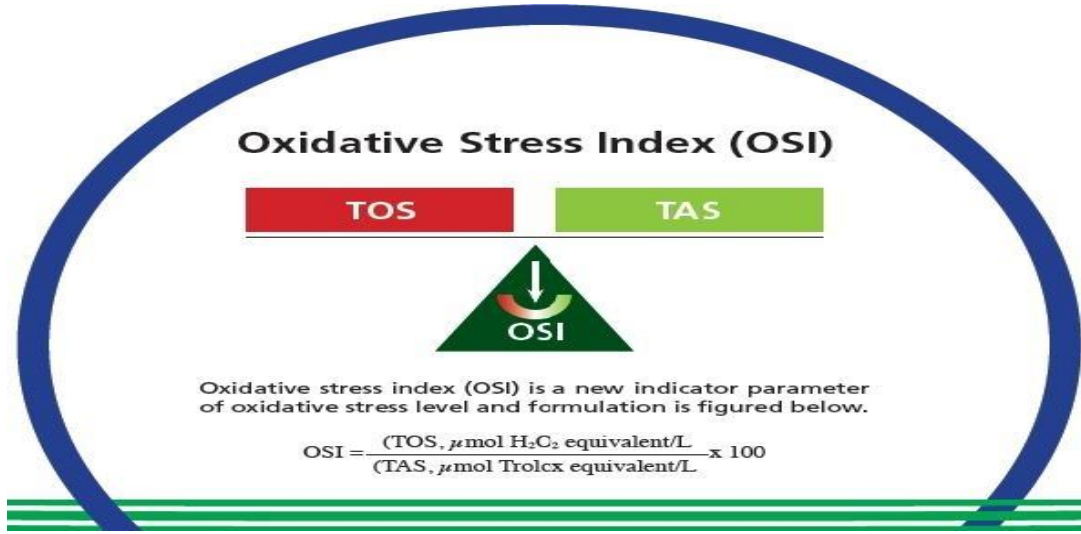 Oxidative Stress Index (OSI)
TOS TAS
OSI
Oxidative stress index (OSI) is a new indicator parameter
of oxidative stress level and formulation is figured below.
OSI = (TOS, µmol H₂C₂ equivalent/L
(TAS, µmol Trolcx equivalent/L x 100